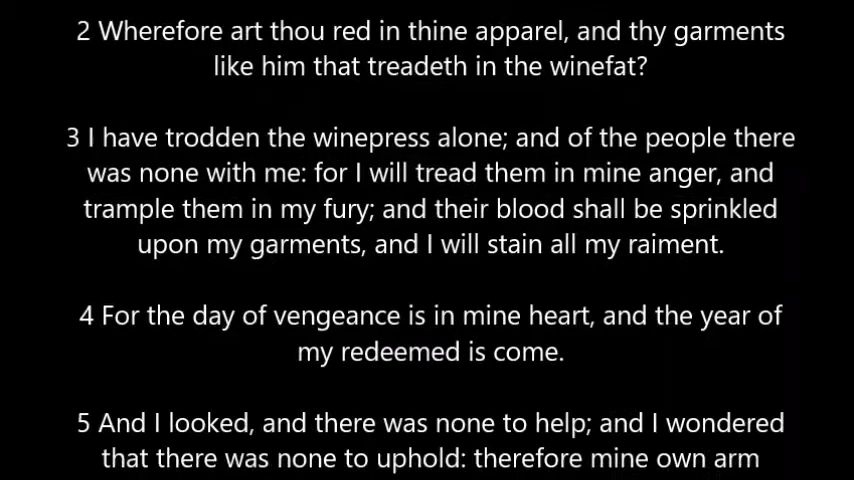 2 Wherefore art thou red in thine apparel, and thy garments
like him that treadeth in the winefat?
3 I have trodden the winepress alone; and of the people there
was none with me: for I will tread them in mine anger, and
trample them in my fury; and their blood shall be sprinkled
upon my garments, and I will stain all my raiment.
4 For the day of vengeance is in mine heart, and the year of
my redeemed is come.
5 And I looked, and there was none to help; and I wondered
that there was none to uphold: therefore mine own arm